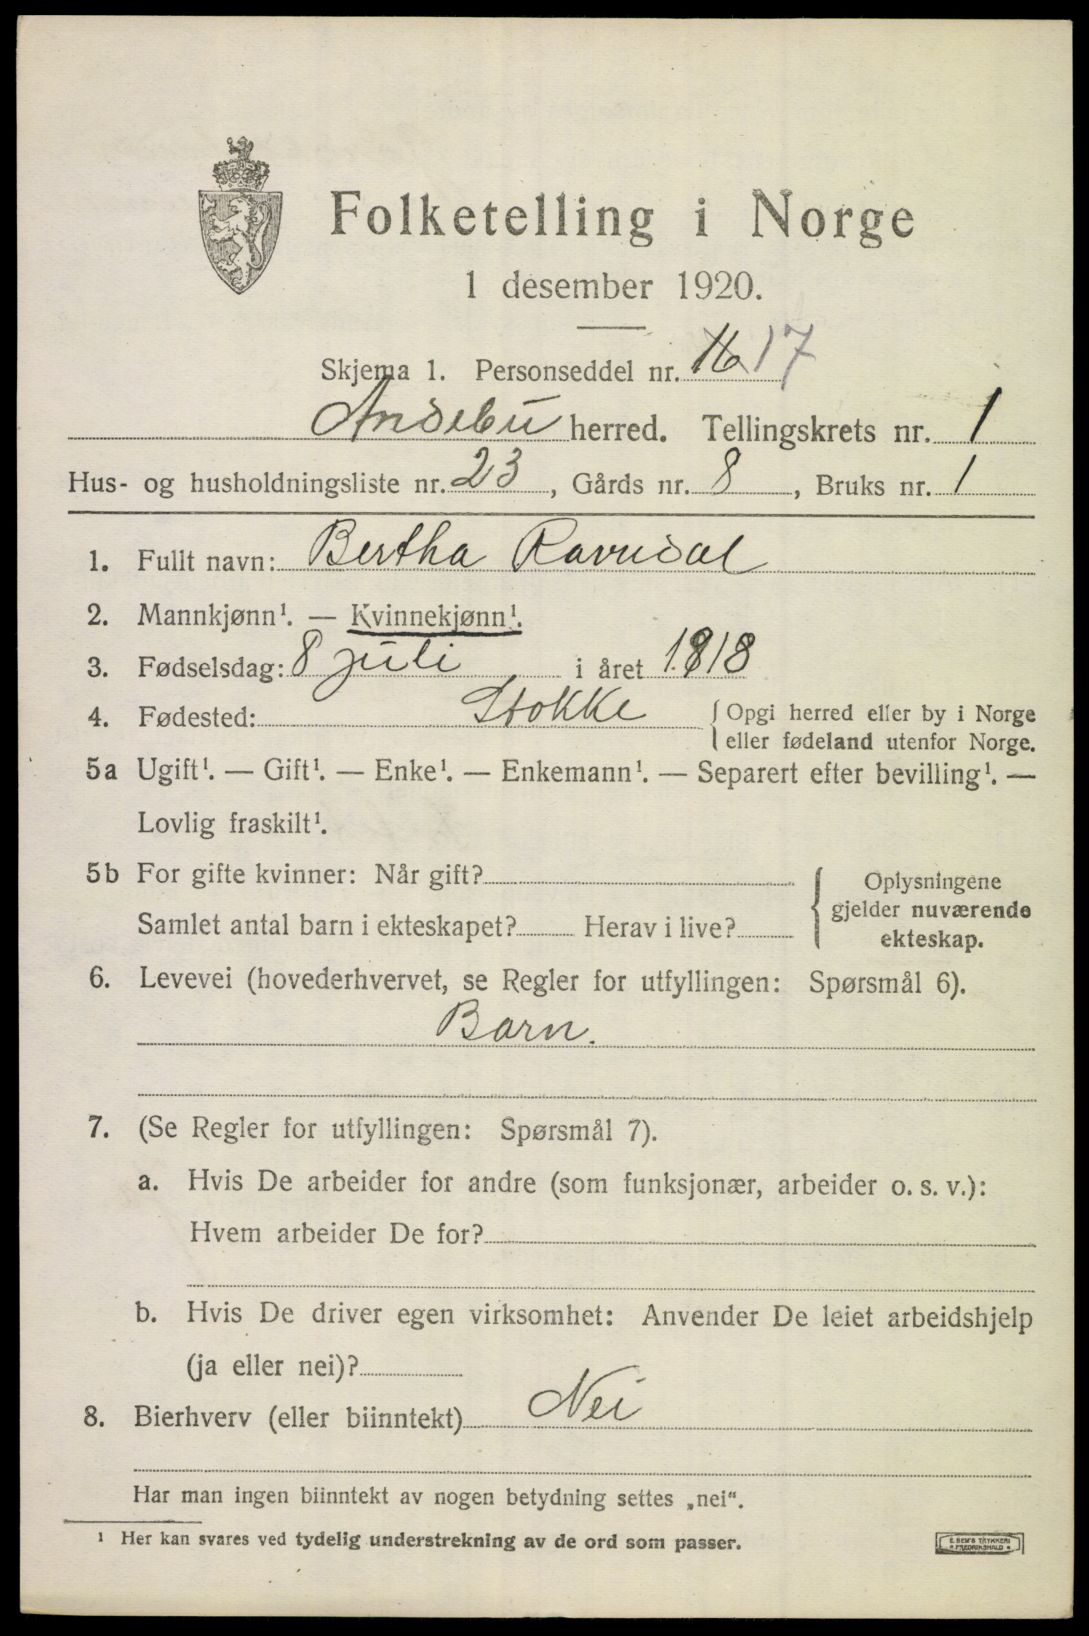 Folketelling i Norge
1 desember 1920.
Skjema 1. Personseddel nr. 16 17
Andebu herred. Tellingskrets nr. 1
Hus- og husholdningsliste nr. 23, Gårds nr. 8, Bruks nr. 1
1. Fullt navn: Bertha Ravndal
2. Mannkjønn¹. — Kvinnekjønn¹.
3. Fødselsdag: 8 juli i året 1918
4. Fødested: Stokke { Opgi herred eller by i Norge
eller fødeland utenfor Norge.
5a Ugift¹. — Gift¹. — Enke¹. — Enkemann¹. — Separert efter bevilling¹. —
Lovlig fraskilt¹.
5b For gifte kvinner: Når gift?
Samlet antal barn i ekteskapet? Herav i live?
Oplysningene
gjelder nuværende
ekteskap.
6. Levevei (hovederhvervet, se Regler for utfyllingen: Spørsmål 6).
Barn.
7. (Se Regler for utfyllingen: Spørsmål 7).
a. Hvis De arbeider for andre (som funksjonær, arbeider o. s. v.):
Hvem arbeider De for?
b. Hvis De driver egen virksomhet: Anvender De leiet arbeidshjelp
(ja eller nei)?
8. Bierhverv (eller biinntekt) Nei
Har man ingen biinntekt av nogen betydning settes „nei“.
¹ Her kan svares ved tydelig understrekning av de ord som passer.
E. SEM'S TRYKKERI
* FREDRIKSHALD *